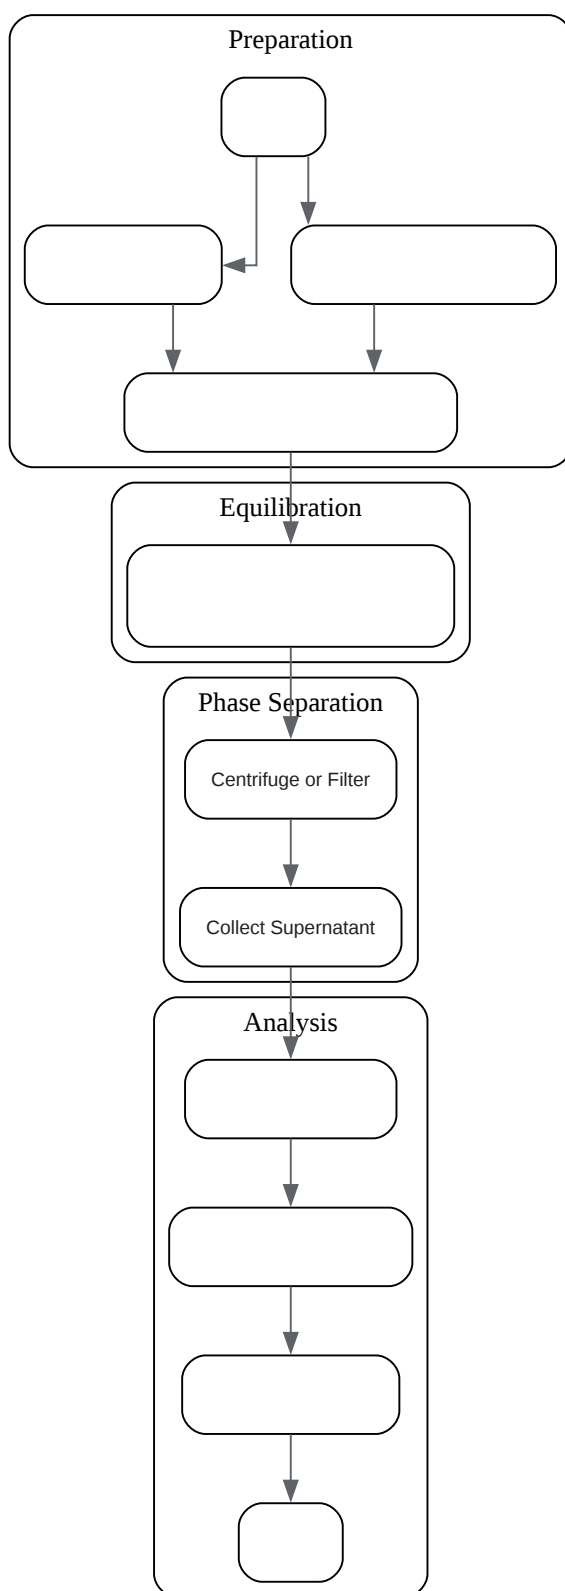 Preparation
Equilibration
Phase Separation
Centrifuge or Filter
Collect Supernatant
Analysis